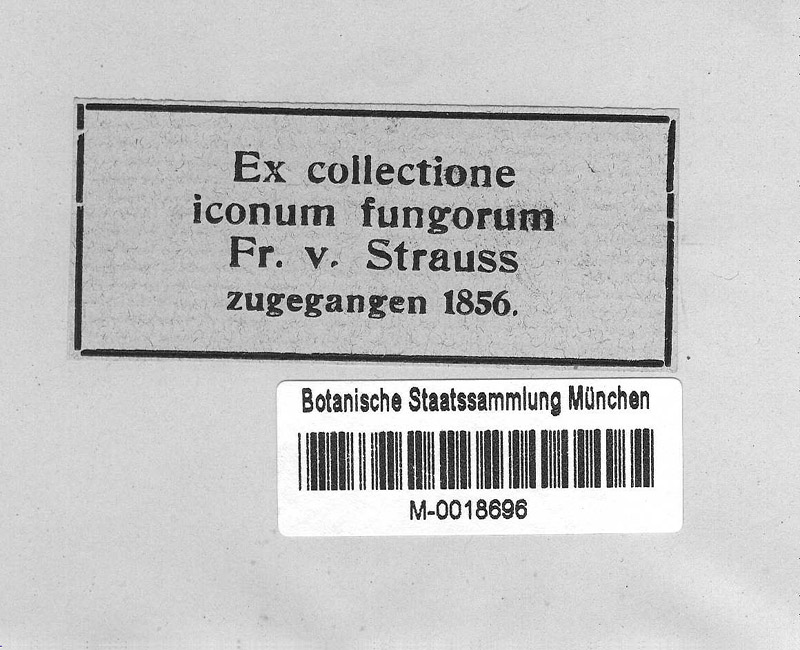 Ex collectione
iconum fungorum
Fr. v. Strauss
zugegangen 1856.
Botanische Staatssammlung München
M-0018696